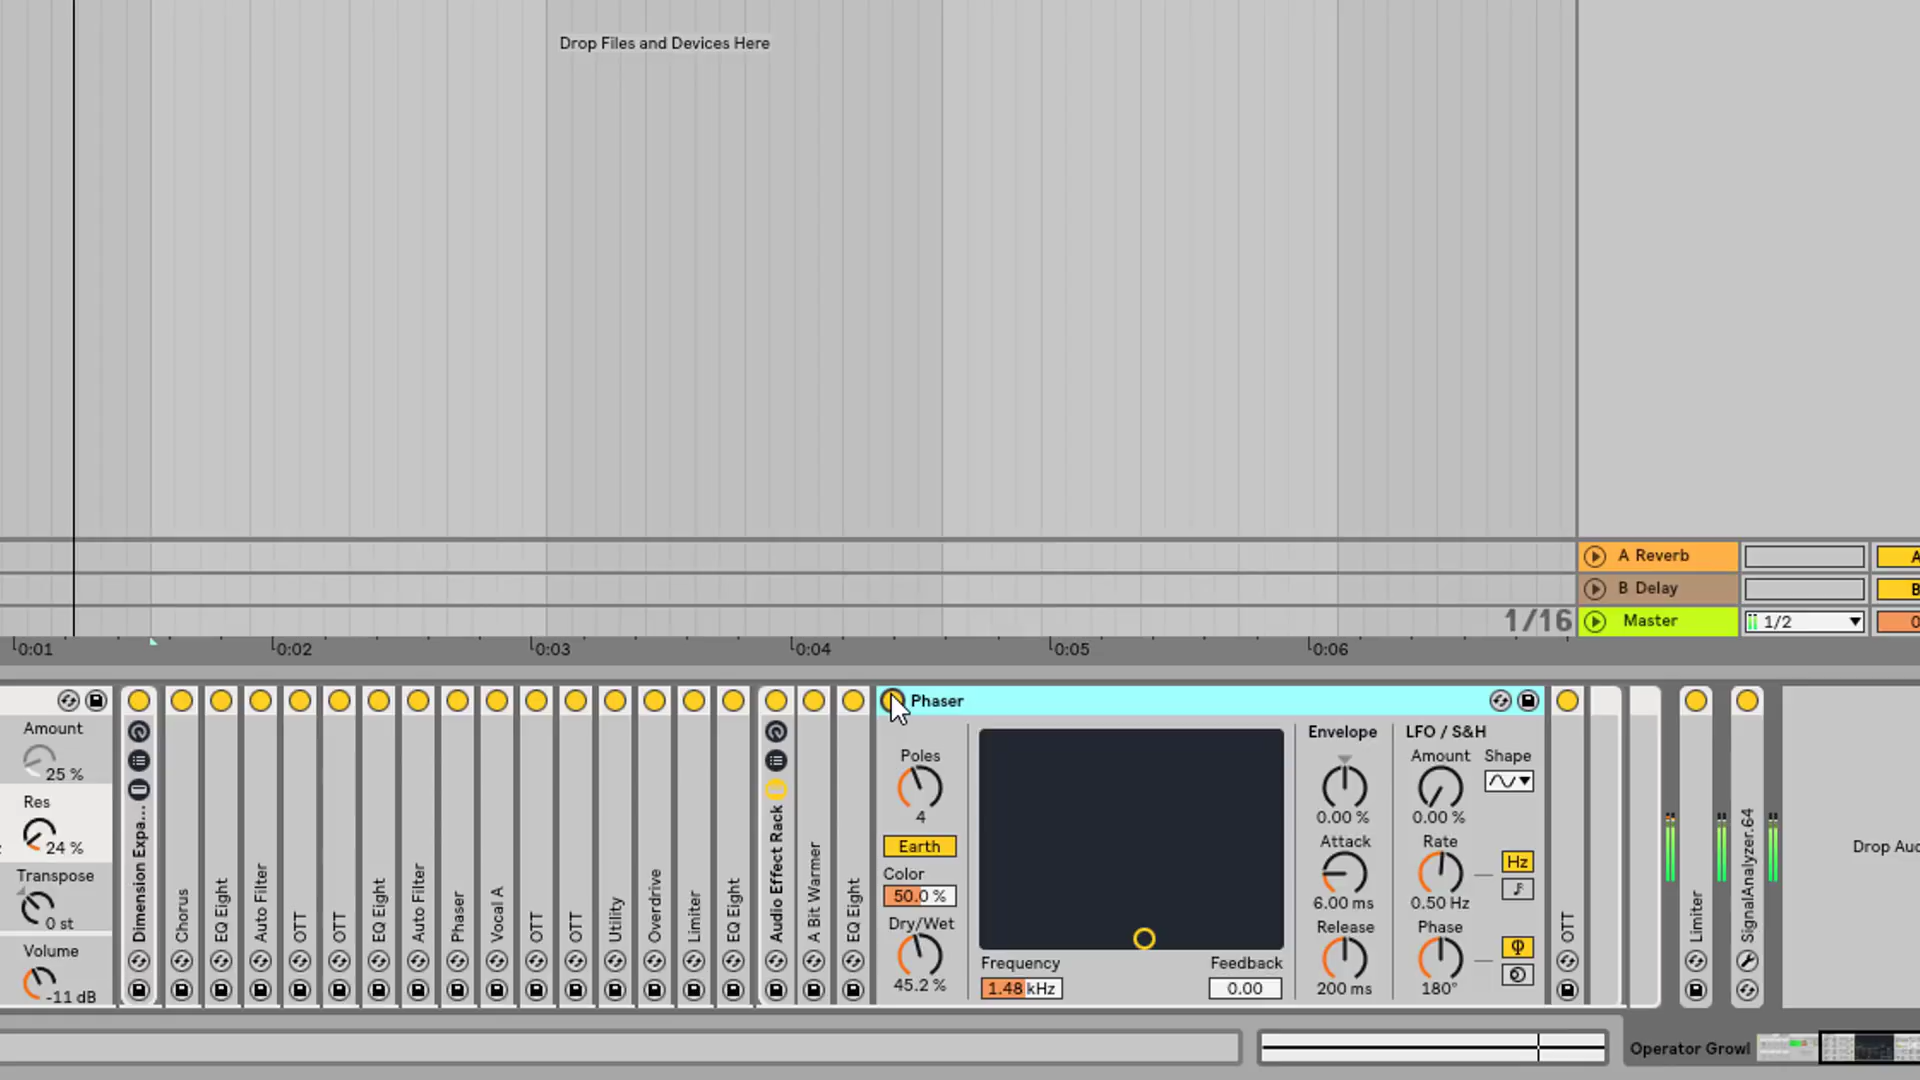 Drop Files and Devices Here
A Reverb
B Delay
1/16
Master
1/2
0:01
0:02
0:03
0:04
0:05
0:06
Amount
25 %
Res
24 %
Transpose
0 st
Volume
-11 dB
Dimension Expa...
Chorus
EQ Eight
Auto Filter
OTT
OTT
EQ Eight
Auto Filter
Phaser
Vocal A
OTT
OTT
Utility
Overdrive
Limiter
EQ Eight
Audio Effect Rack
A Bit Warmer
EQ Eight
Phaser
Poles
4
Earth
Color
50.0 %
Dry/Wet
45.2 %
Frequency
1.48 kHz
Feedback
0.00
Envelope
0.00 %
Attack
6.00 ms
Release
200 ms
LFO / S&H
Amount
0.00 %
Shape
Rate
0.50 Hz
Hz
Phase
180°
OTT
Limiter
SignalAnalyzer.64
Drop Aud
Operator Growl